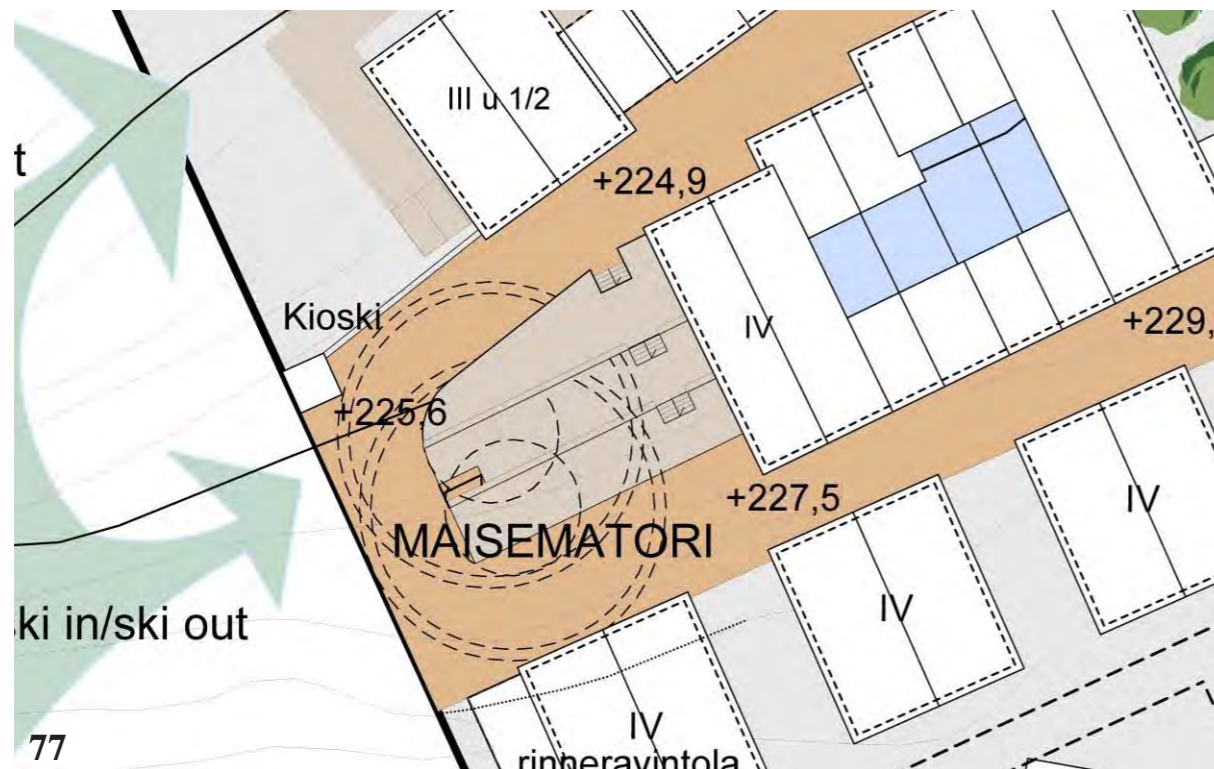 III u 1/2
t
+224,9
Kioski
IV
+229,
+225,6
+227,5
IV
MAISEMATORI
IV
ki in/ski out
IV
rinneravintola
77